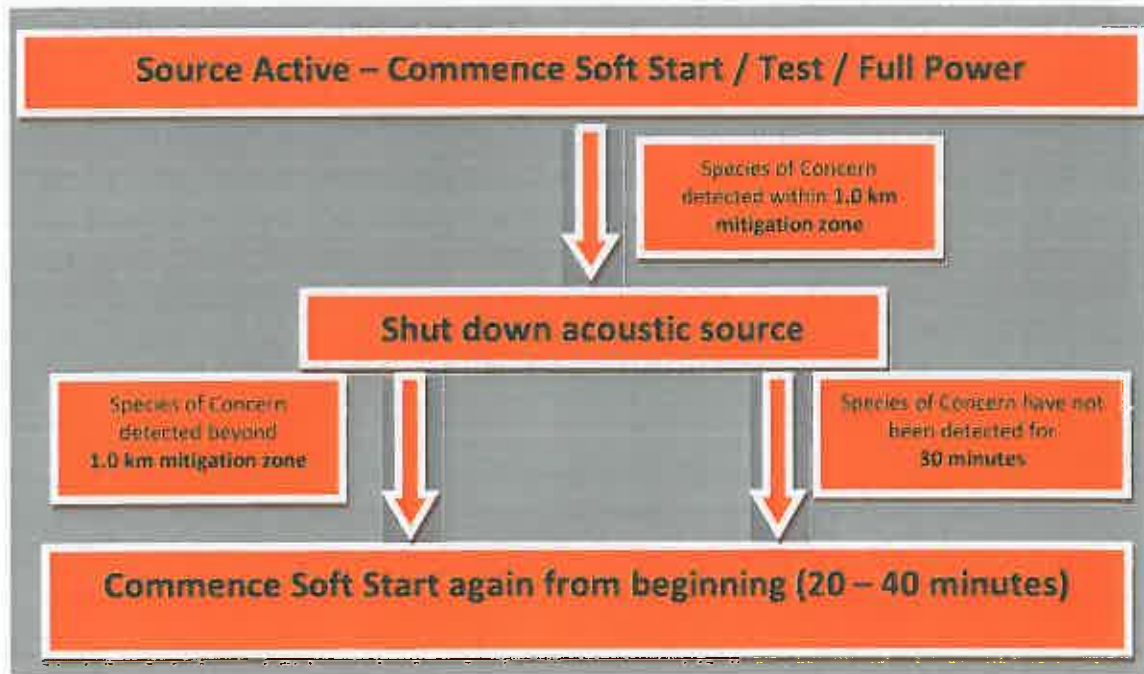 Source Active – Commence Soft Start / Test / Full Power
Species of Concern
detected within 1.0 km
mitigation zone
Shut down acoustic source
Species of Concern
detected beyond
1.0 km mitigation zone
Species of Concern have not
been detected for
30 minutes
Commence Soft Start again from beginning (20 – 40 minutes)